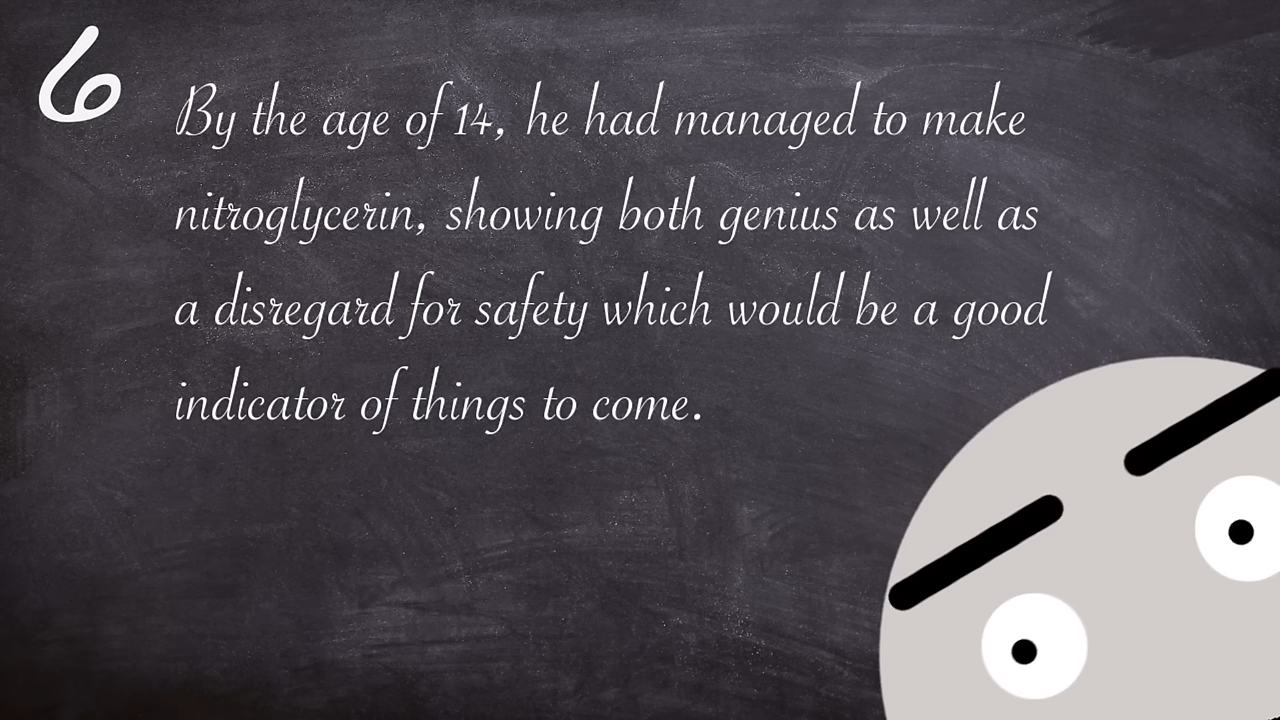 6
By the age of 14, he had managed to make
nitroglycerin, showing both genius as well as
a disregard for safety which would be a good
indicator of things to come.